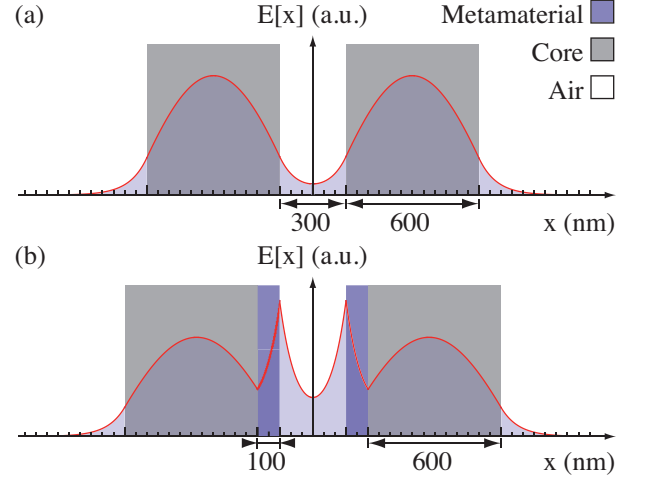 (a) E[x] (a.u.) Metamaterial
Core
Air
300 600 x (nm)
(b) E[x] (a.u.)
100 600 x (nm)